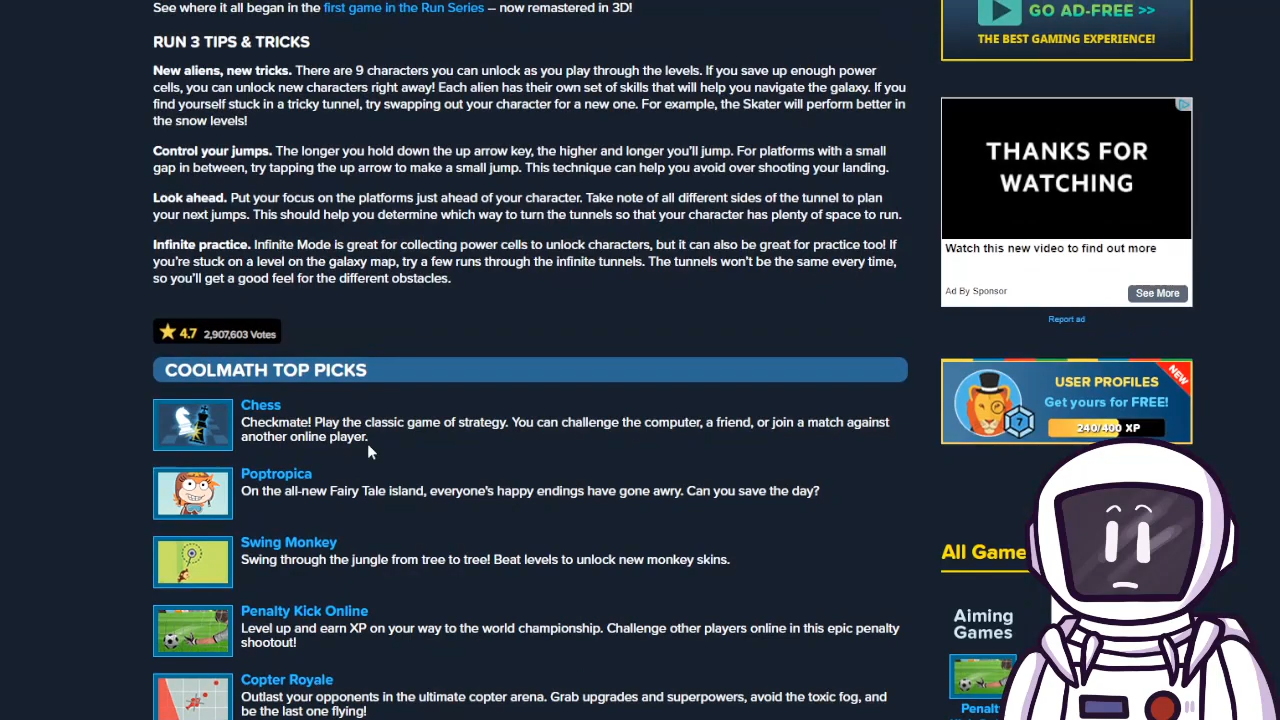 See where it all began in the first game in the Run Series – now remastered in 3D!
RUN 3 TIPS & TRICKS
New aliens, new tricks. There are 9 characters you can unlock as you play through the levels. If you save up enough power
cells, you can unlock new characters right away! Each alien has their own set of skills that will help you navigate the galaxy. If you
find yourself stuck in a tricky tunnel, try swapping out your character for a new one. For example, the Skater will perform better in
the snow levels!
Control your jumps. The longer you hold down the up arrow key, the higher and longer you'll jump. For platforms with a small
gap in between, try tapping the up arrow to make a small jump. This technique can help you avoid over shooting your landing.
Look ahead. Put your focus on the platforms just ahead of your character. Take note of all different sides of the tunnel to plan
your next jumps. This should help you determine which way to turn the tunnels so that your character has plenty of space to run.
Infinite practice. Infinite Mode is great for collecting power cells to unlock characters, but it can also be great for practice too! If
you're stuck on a level on the galaxy map, try a few runs through the infinite tunnels. The tunnels won't be the same every time,
so you'll get a good feel for the different obstacles.
4.7 2,907,603 Votes
COOLMATH TOP PICKS
Chess
Checkmate! Play the classic game of strategy. You can challenge the computer, a friend, or join a match against
another online player.
Poptropica
On the all-new Fairy Tale island, everyone's happy endings have gone awry. Can you save the day?
Swing Monkey
Swing through the jungle from tree to tree! Beat levels to unlock new monkey skins.
Penalty Kick Online
Level up and earn XP on your way to the world championship. Challenge other players online in this epic penalty
shootout!
Copter Royale
Outlast your opponents in the ultimate copter arena. Grab upgrades and superpowers, avoid the toxic fog, and
be the last one flying!
GO AD-FREE >>
THE BEST GAMING EXPERIENCE!
THANKS FOR
WATCHING
Watch this new video to find out more
Ad By Sponsor
See More
Report ad
NEW
USER PROFILES
Get yours for FREE!
7
240/400 XP
All Game
Aiming
Games
Penalt